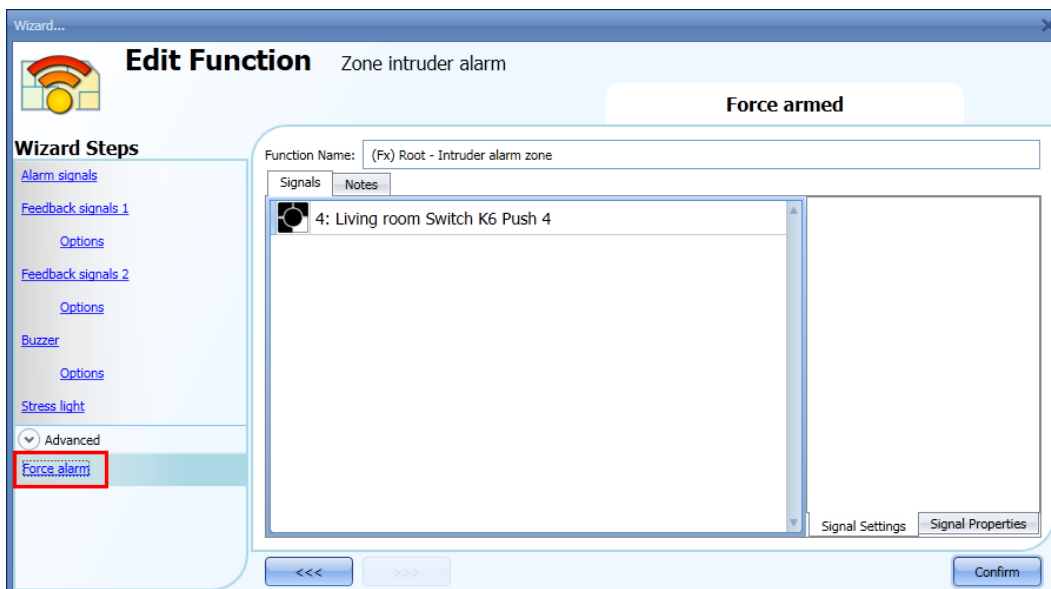 Wizard...
Edit Function Zone intruder alarm
Force armed
Wizard Steps
Alarm signals
Feedback signals 1
Options
Feedback signals 2
Options
Buzzer
Options
Stress light
Advanced
Force alarm
Function Name: (Fx) Root - Intruder alarm zone
Signals Notes
4: Living room Switch K6 Push 4
Signal Settings Signal Properties
<<< >>> Confirm